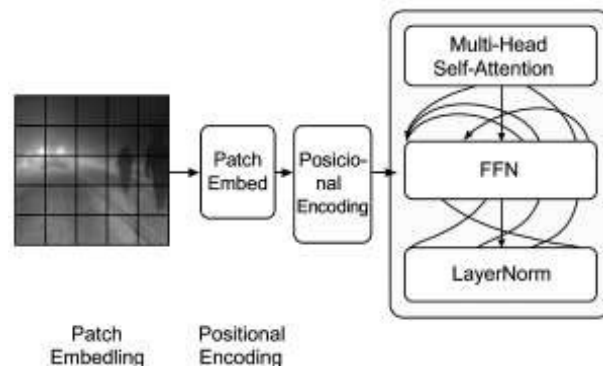 Multi-Head
Self-Attention
Patch
Embed
Posicio-
nal
Encoding
FFN
LayerNorm
Patch
Embedling
Positional
Encoding